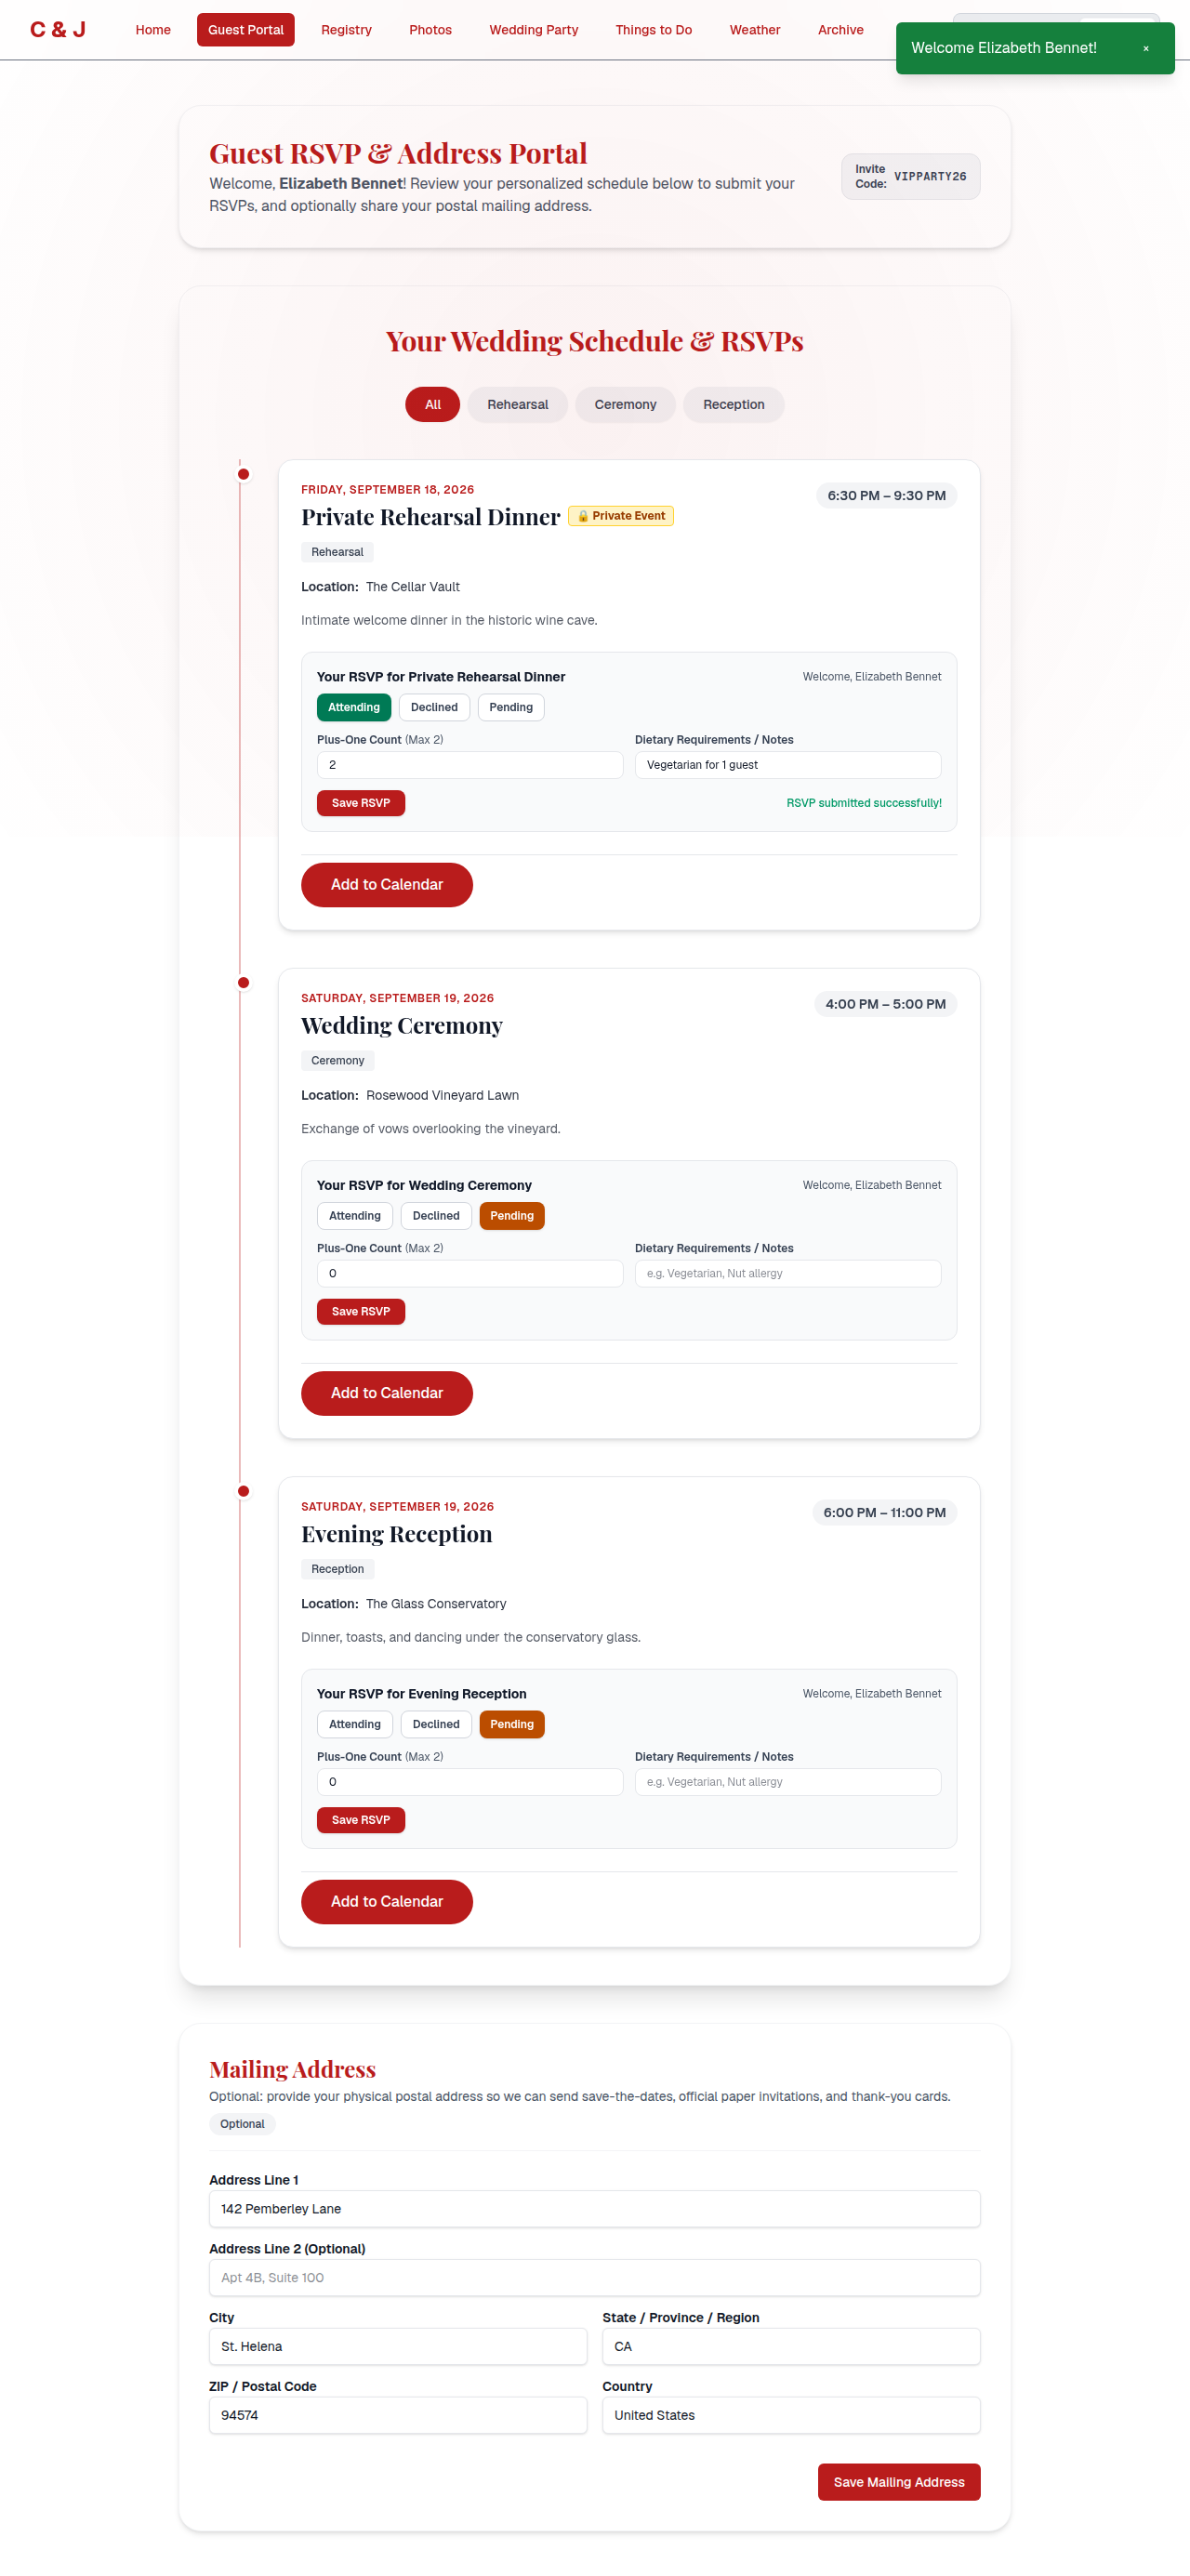 C & J
Home
Guest Portal
Registry
Photos
Wedding Party
Things to Do
Weather
Archive
Welcome Elizabeth Bennet!
×
Guest RSVP & Address Portal
Welcome, Elizabeth Bennet! Review your personalized schedule below to submit your
RSVPs, and optionally share your postal mailing address.
Invite
Code:
VIPPARTY26
Your Wedding Schedule & RSVPs
All
Rehearsal
Ceremony
Reception
FRIDAY, SEPTEMBER 18, 2026
6:30 PM – 9:30 PM
Private Rehearsal Dinner
🔒 Private Event
Rehearsal
Location: The Cellar Vault
Intimate welcome dinner in the historic wine cave.
Your RSVP for Private Rehearsal Dinner
Welcome, Elizabeth Bennet
Attending
Declined
Pending
Plus-One Count (Max 2)
Dietary Requirements / Notes
2
Vegetarian for 1 guest
Save RSVP
RSVP submitted successfully!
Add to Calendar
SATURDAY, SEPTEMBER 19, 2026
4:00 PM – 5:00 PM
Wedding Ceremony
Ceremony
Location: Rosewood Vineyard Lawn
Exchange of vows overlooking the vineyard.
Your RSVP for Wedding Ceremony
Welcome, Elizabeth Bennet
Attending
Declined
Pending
Plus-One Count (Max 2)
Dietary Requirements / Notes
0
e.g. Vegetarian, Nut allergy
Save RSVP
Add to Calendar
SATURDAY, SEPTEMBER 19, 2026
6:00 PM – 11:00 PM
Evening Reception
Reception
Location: The Glass Conservatory
Dinner, toasts, and dancing under the conservatory glass.
Your RSVP for Evening Reception
Welcome, Elizabeth Bennet
Attending
Declined
Pending
Plus-One Count (Max 2)
Dietary Requirements / Notes
0
e.g. Vegetarian, Nut allergy
Save RSVP
Add to Calendar
Mailing Address
Optional: provide your physical postal address so we can send save-the-dates, official paper invitations, and thank-you cards.
Optional
Address Line 1
142 Pemberley Lane
Address Line 2 (Optional)
Apt 4B, Suite 100
City
State / Province / Region
St. Helena
CA
ZIP / Postal Code
Country
94574
United States
Save Mailing Address